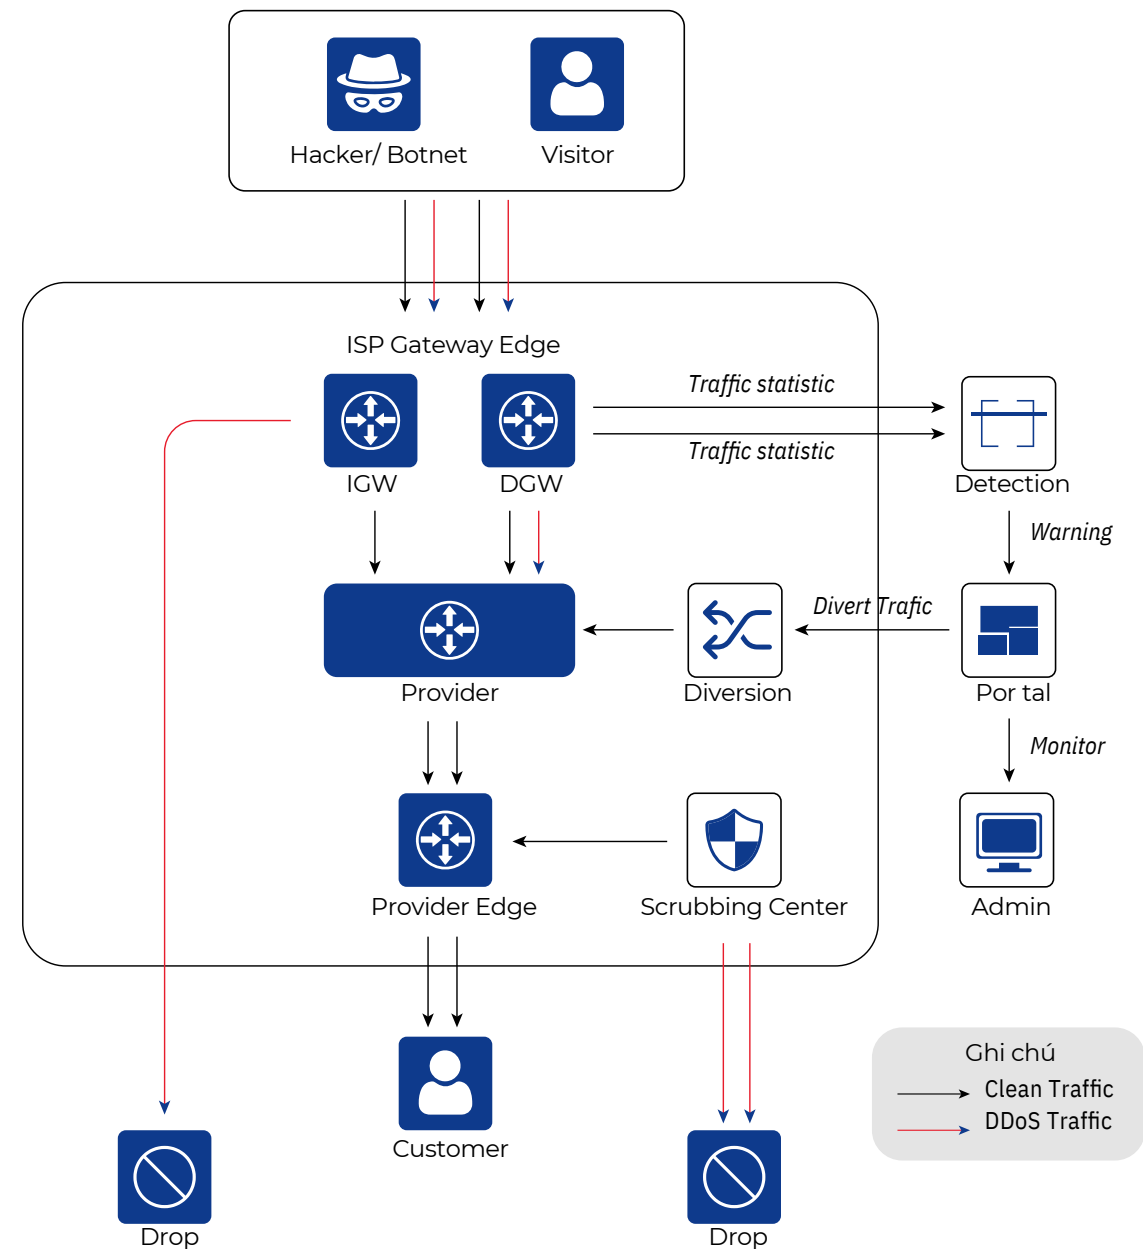 Hacker/ Botnet
Visitor
ISP Gateway Edge
IGW
DGW
Traffic statistic
Traffic statistic
Detection
Warning
Provider
Diversion
Divert Trafic
Por tal
Monitor
Provider Edge
Scrubbing Center
Admin
Customer
Drop
Drop
Ghi chú
Clean Traffic
DDoS Traffic